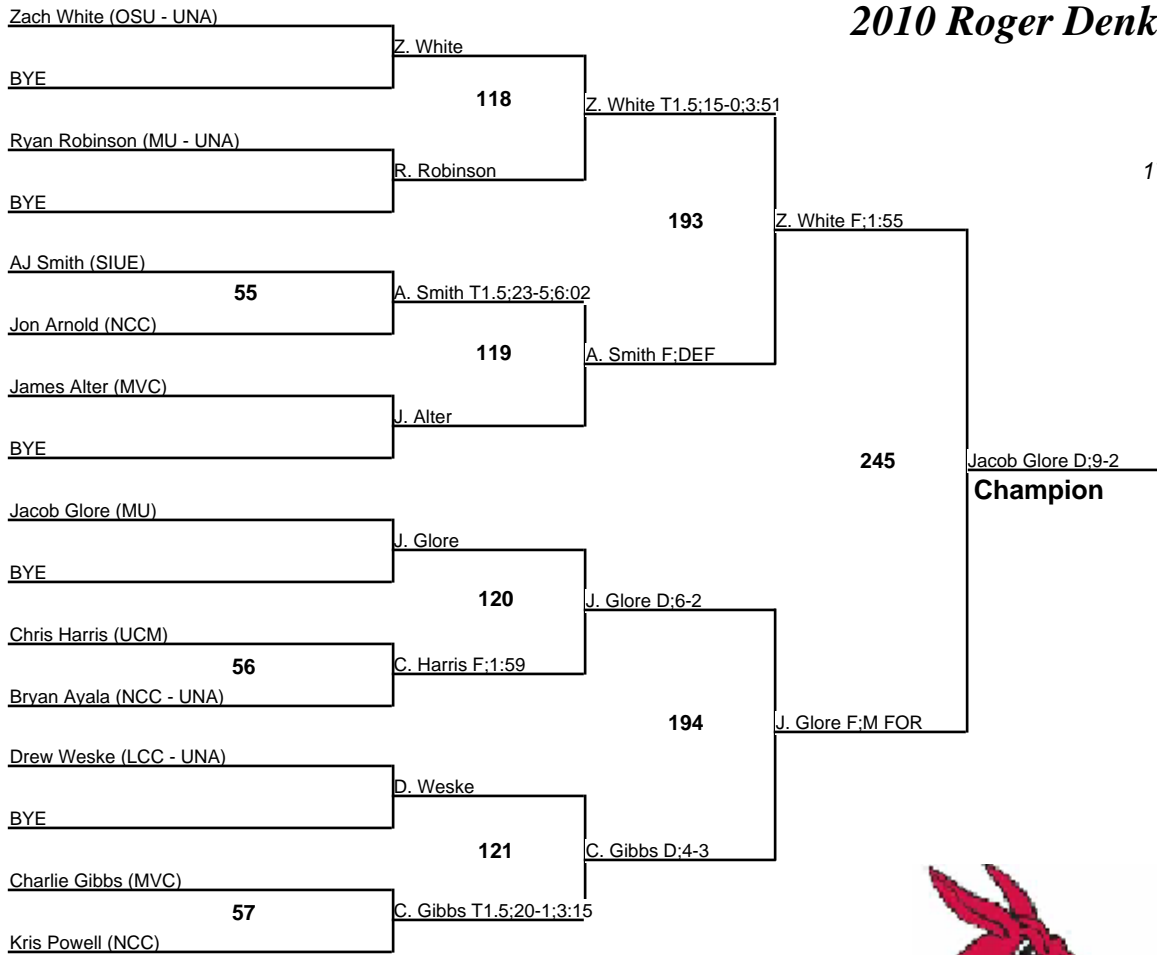 2010 Roger Denk
Zach White (OSU - UNA)
Z. White
BYE
118
Z. White T1.5;15-0;3:51
Ryan Robinson (MU - UNA)
R. Robinson
1
BYE
193
Z. White F;1:55
AJ Smith (SIUE)
55
A. Smith T1.5;23-5;6:02
Jon Arnold (NCC)
119
A. Smith F;DEF
James Alter (MVC)
J. Alter
BYE
245
Jacob Glore D;9-2
Champion
Jacob Glore (MU)
J. Glore
BYE
120
J. Glore D;6-2
Chris Harris (UCM)
56
C. Harris F;1:59
Bryan Ayala (NCC - UNA)
194
J. Glore F;M FOR
Drew Weske (LCC - UNA)
D. Weske
BYE
121
C. Gibbs D;4-3
Charlie Gibbs (MVC)
57
C. Gibbs T1.5;20-1;3:15
Kris Powell (NCC)